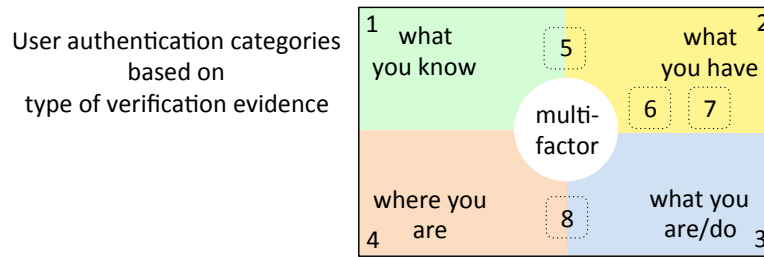 User authentication categories
based on
type of verification evidence
1
what
you know
5
2
what
you have
6
7
multi-
factor
where you
are
4
8
what you
are/do
3